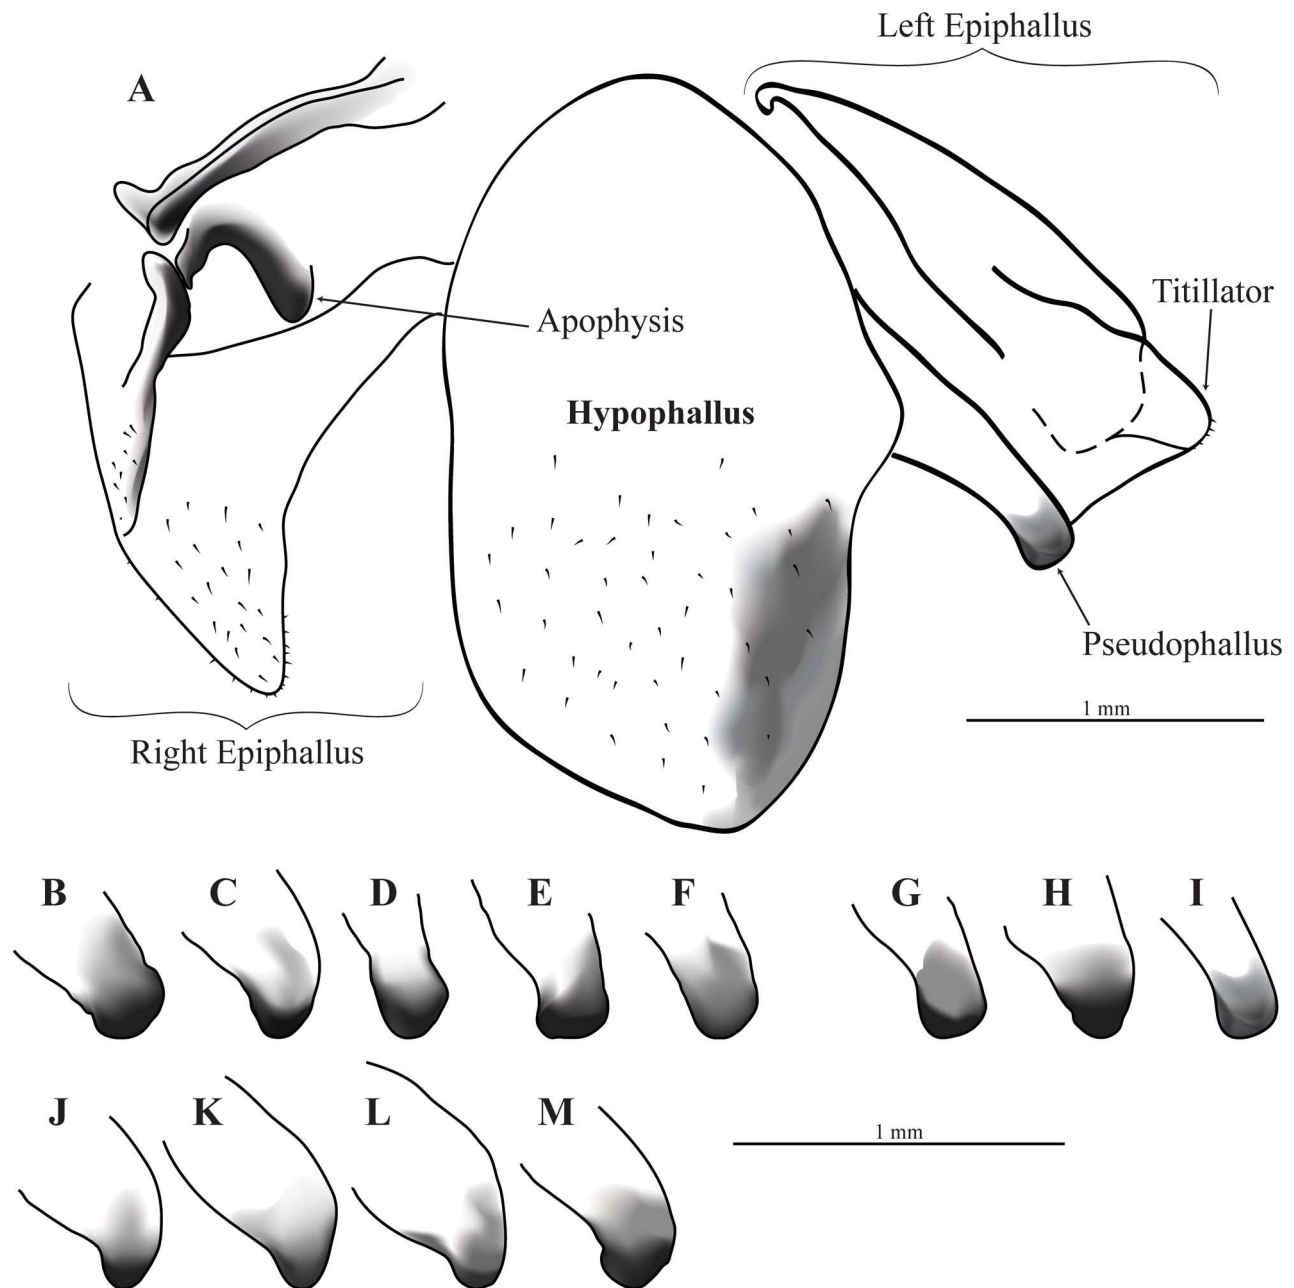 Left Epiphallus
A
Titillator
Apophysis
Hypophallus
Pseudophallus
1 mm
Right Epiphallus
B C D E F G H I
J K L M
1 mm